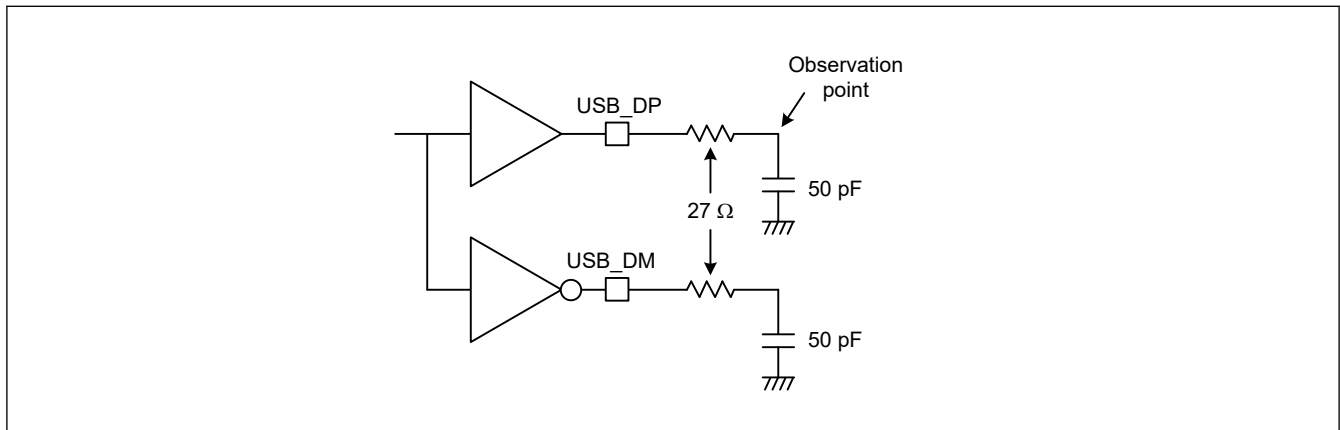 Observation
point
USB_DP
50 pF
27 Ω
USB_DM
50 pF